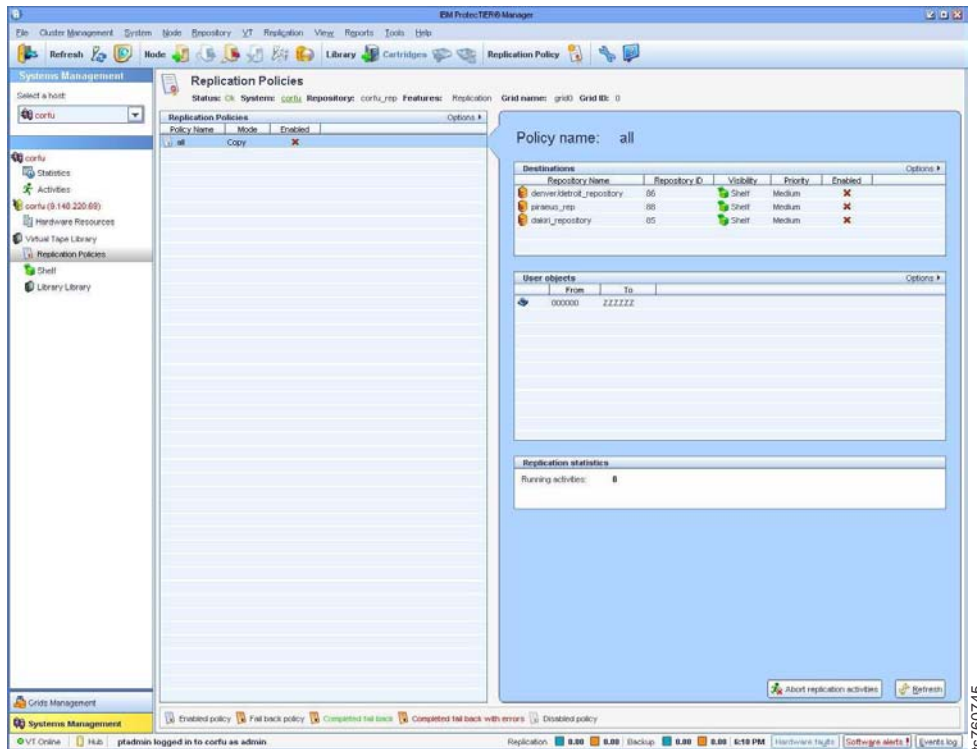 IBM ProtecTIER® Manager
File Cluster Management System Node Repository VT Replication View Reports Tools Help
Refresh Node Library Cartridges Replication Policy
Systems Management
Select a host:
corfu
corfu
Statistics
Activities
corfu (9.148.220.69)
Hardware Resources
Virtual Tape Library
Replication Policies
Shelf
Library Library
Grids Management
Systems Management
Replication Policies
Status: Ok System: corfu Repository: corfu_rep Features: Replication Grid name: grid0 Grid ID: 0
Replication Policies Options
Policy Name Mode Enabled
all Copy
Policy name: all
Destinations Options
Repository Name Repository ID Visibility Priority Enabled
denver/detroit_repository 86 Shelf Medium
piraeus_rep 88 Shelf Medium
dakiri_repository 85 Shelf Medium
User objects Options
From To
000000 ZZZZZZ
Replication statistics
Running activities: 0
Abort replication activities Refresh
Enabled policy Fail back policy Completed fail back Completed fail back with errors Disabled policy
VT Online Hub ptadmin logged in to corfu as admin Replication 0.00 0.00 Backup 0.00 0.00 6:10 PM Hardware faults Software alerts ! Events log